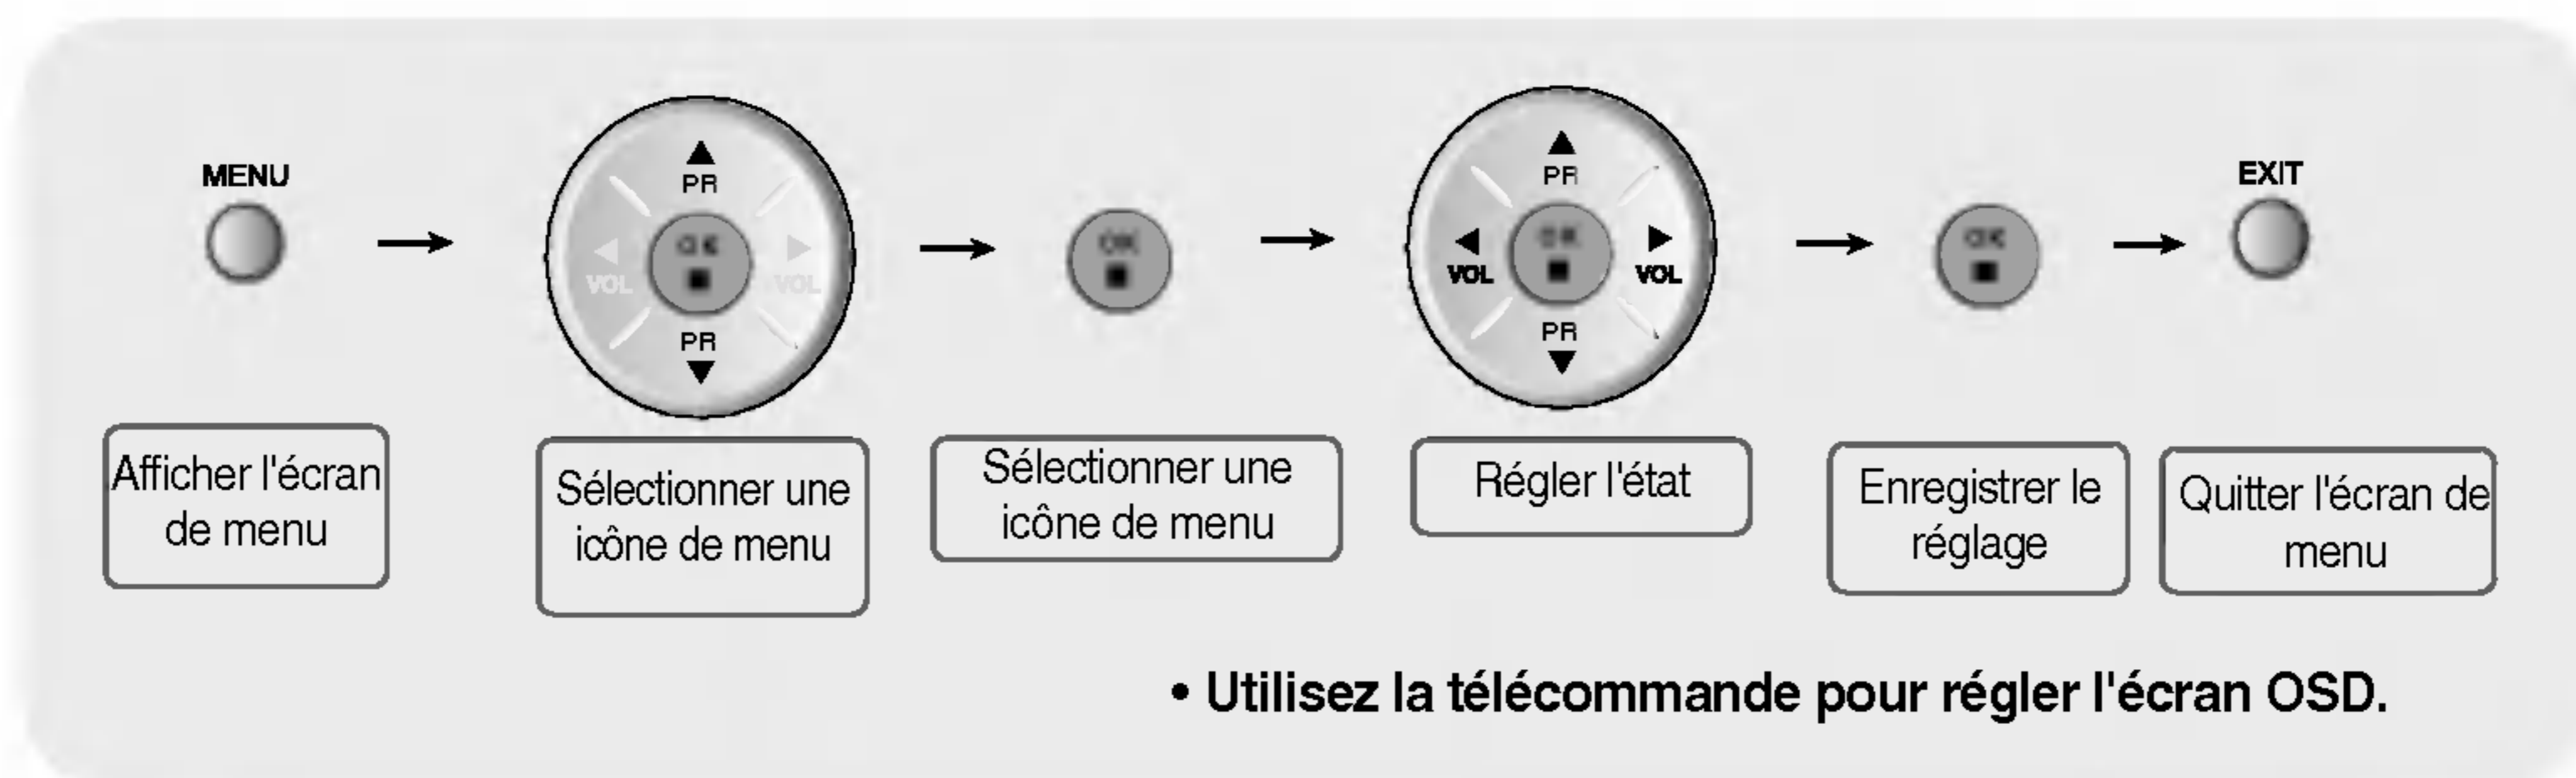 MENU
▲
PR
◀ VOL
OK
■
▶ VOL
PR
▼
OK
■
▲
PR
◀ VOL
OK
■
▶ VOL
PR
▼
OK
■
EXIT
Afficher l'écran
de menu
Sélectionner une
icône de menu
Sélectionner une
icône de menu
Régler l'état
Enregistrer le
réglage
Quitter l'écran de
menu
• Utilisez la télécommande pour régler l'écran OSD.